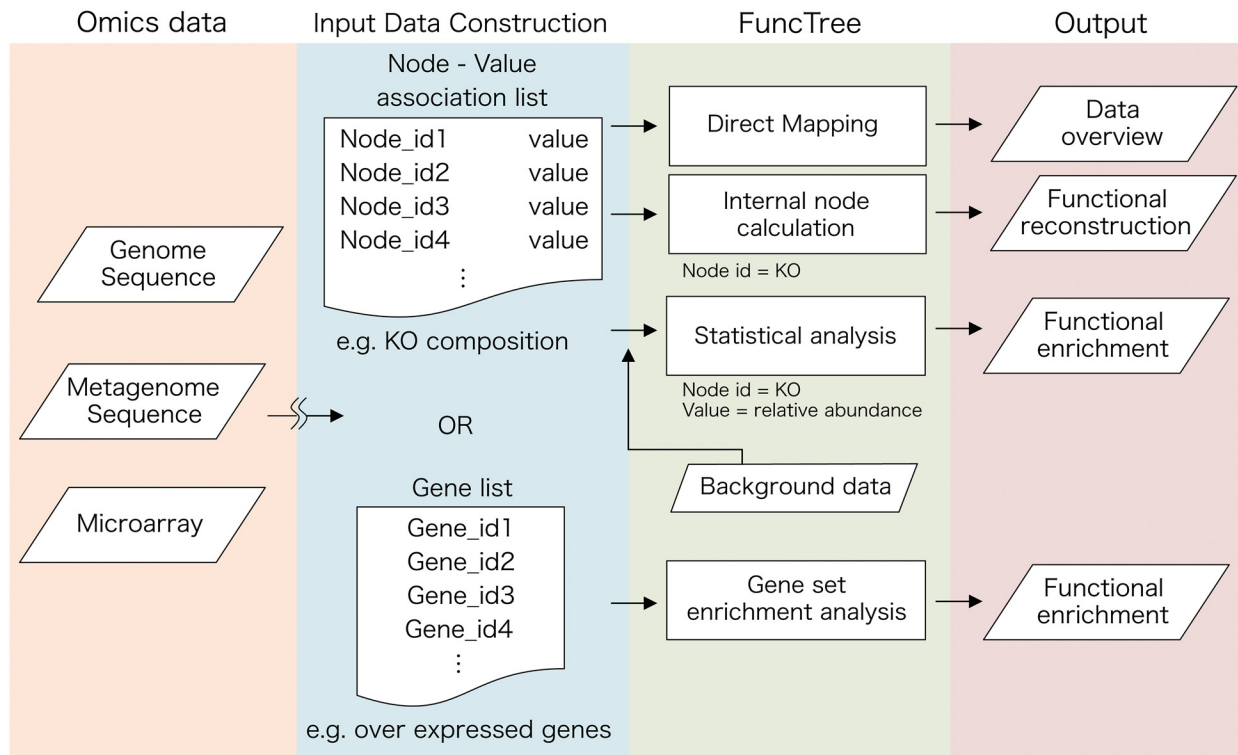 Omics data
Input Data Construction
FuncTree
Output
Genome
Sequence
Metagenome
Sequence
Microarray
Node - Value
association list
Node_id1 value
Node_id2 value
Node_id3 value
Node_id4 value
⋮
e.g. KO composition
OR
Gene list
Gene_id1
Gene_id2
Gene_id3
Gene_id4
⋮
e.g. over expressed genes
Direct Mapping
Internal node
calculation
Node id = KO
Statistical analysis
Node id = KO
Value = relative abundance
Background data
Gene set
enrichment analysis
Data
overview
Functional
reconstruction
Functional
enrichment
Functional
enrichment